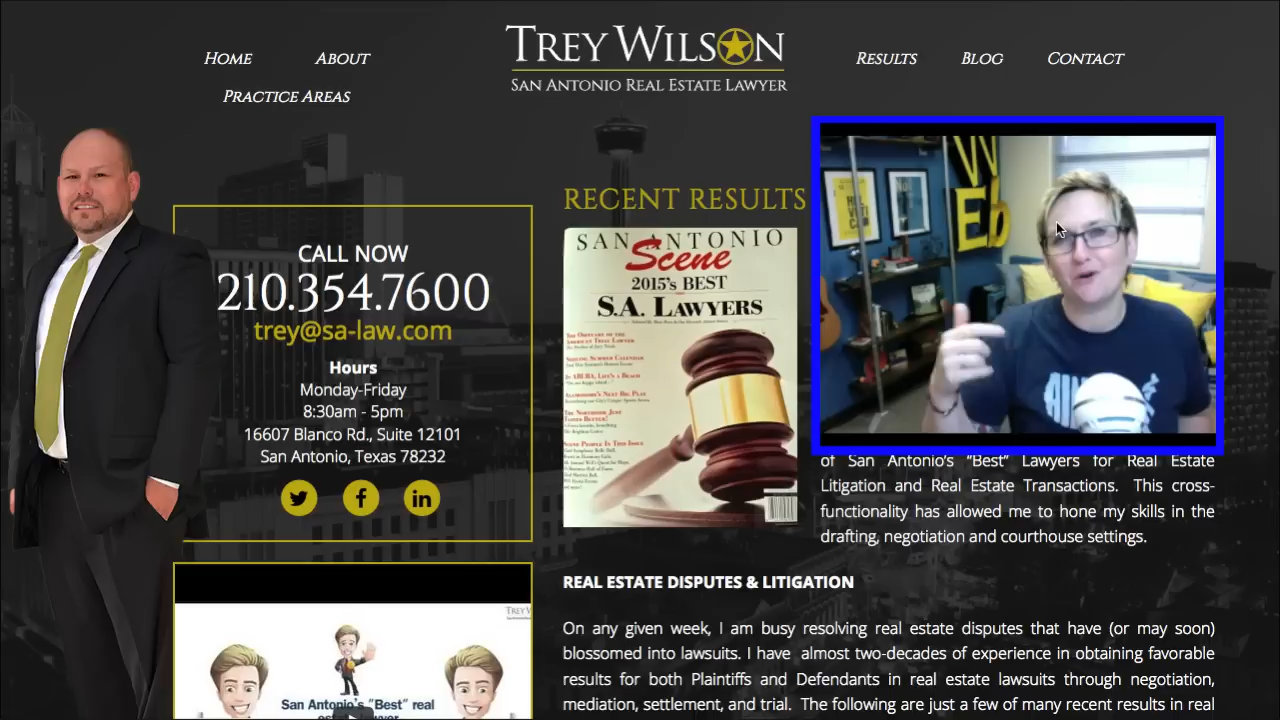 TREY WILSON
SAN ANTONIO REAL ESTATE LAWYER
HOME
ABOUT
PRACTICE AREAS
RESULTS
BLOG
CONTACT
CALL NOW
210.354.7600
trey@sa-law.com
Hours
Monday-Friday
8:30am - 5pm
16607 Blanco Rd., Suite 12101
San Antonio, Texas 78232
RECENT RESULTS
SAN ANTONIO
Scene
2015's BEST
S.A. LAWYERS
WEb
of San Antonio's "Best" Lawyers for Real Estate
Litigation and Real Estate Transactions. This cross-
functionality has allowed me to hone my skills in the
drafting, negotiation and courthouse settings.
REAL ESTATE DISPUTES & LITIGATION
On any given week, I am busy resolving real estate disputes that have (or may soon)
blossomed into lawsuits. I have almost two-decades of experience in obtaining favorable
results for both Plaintiffs and Defendants in real estate lawsuits through negotiation,
mediation, settlement, and trial. The following are just a few of many recent results in real
San Antonio's "Best" real